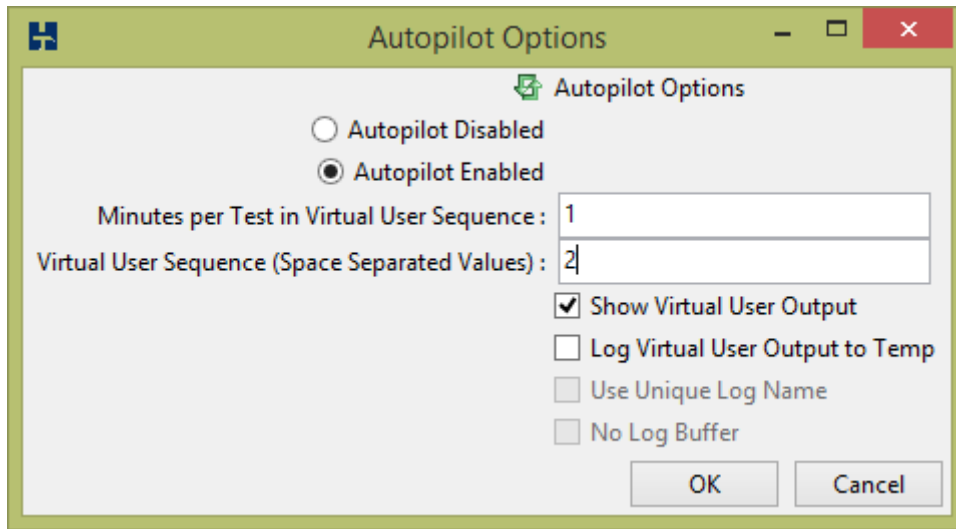 Autopilot Options
Autopilot Options
Autopilot Disabled
Autopilot Enabled
Minutes per Test in Virtual User Sequence : 1
Virtual User Sequence (Space Separated Values) : 2
Show Virtual User Output
Log Virtual User Output to Temp
Use Unique Log Name
No Log Buffer
OK Cancel